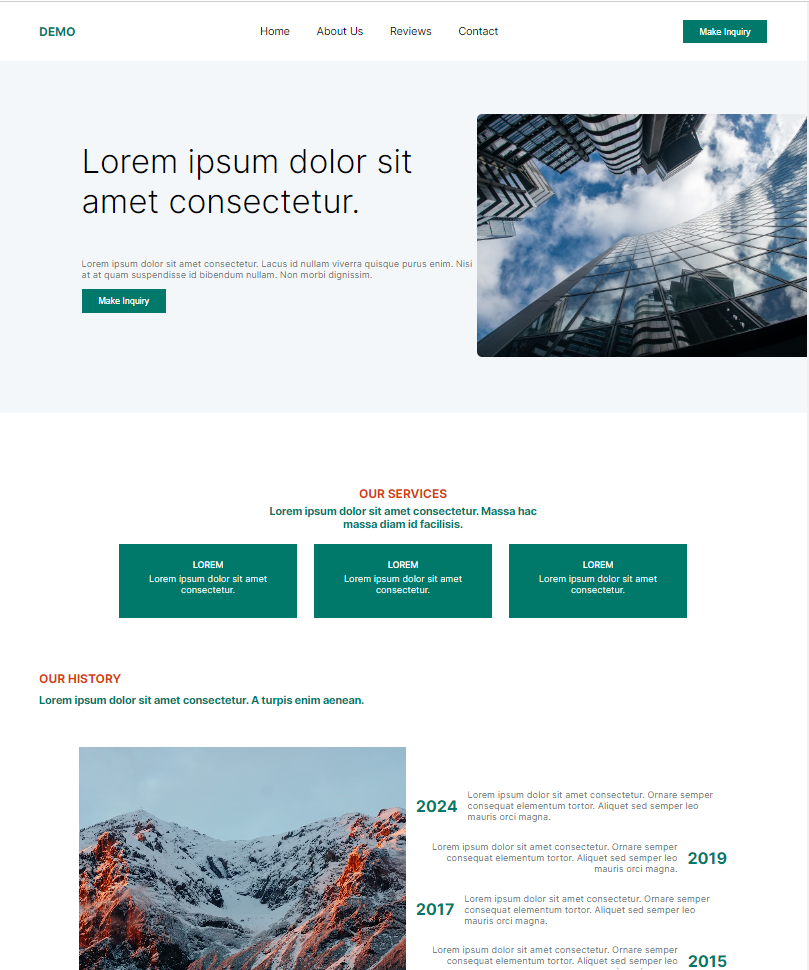 DEMO
Home About Us Reviews Contact
Make Inquiry
Lorem ipsum dolor sit
amet consectetur.
Lorem ipsum dolor sit amet consectetur. Lacus id nullam viverra quisque purus enim. Nisi
at at quam suspendisse id bibendum nullam. Non morbi dignissim.
Make Inquiry
OUR SERVICES
Lorem ipsum dolor sit amet consectetur. Massa hac
massa diam id facilisis.
LOREM
Lorem ipsum dolor sit amet
consectetur.
LOREM
Lorem ipsum dolor sit amet
consectetur.
LOREM
Lorem ipsum dolor sit amet
consectetur.
OUR HISTORY
Lorem ipsum dolor sit amet consectetur. A turpis enim aenean.
2024
Lorem ipsum dolor sit amet consectetur. Ornare semper
consequat elementum tortor. Aliquet sed semper leo
mauris orci magna.
Lorem ipsum dolor sit amet consectetur. Ornare semper
consequat elementum tortor. Aliquet sed semper leo
mauris orci magna.
2019
2017
Lorem ipsum dolor sit amet consectetur. Ornare semper
consequat elementum tortor. Aliquet sed semper leo
mauris orci magna.
Lorem ipsum dolor sit amet consectetur. Ornare semper
consequat elementum tortor. Aliquet sed semper leo
2015